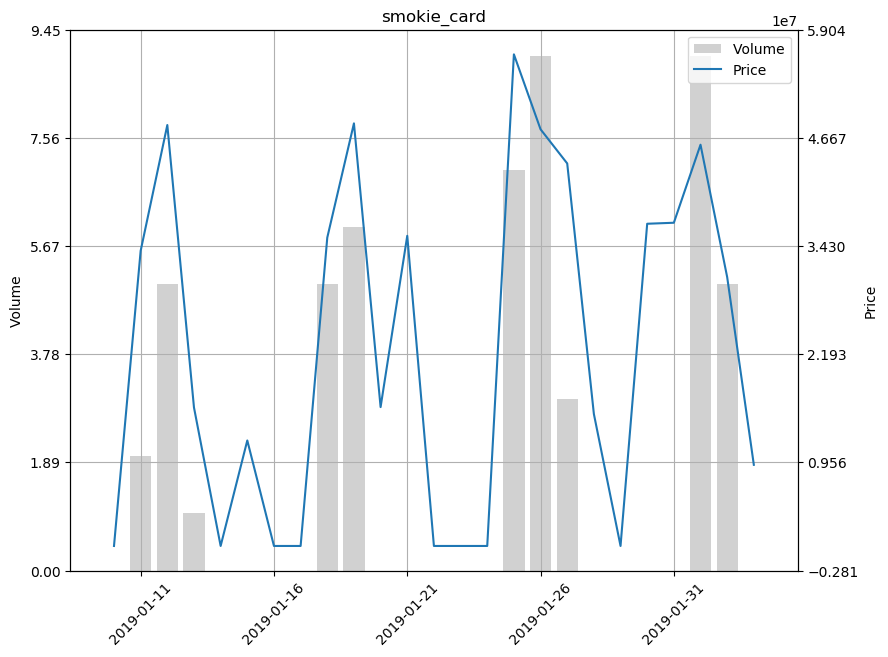 smokie_card
1e7
9.45
7.56
5.67
3.78
1.89
0.00
Volume
5.904
4.667
3.430
2.193
0.956
−0.281
Price
Volume
Price
2019-01-11
2019-01-16
2019-01-21
2019-01-26
2019-01-31